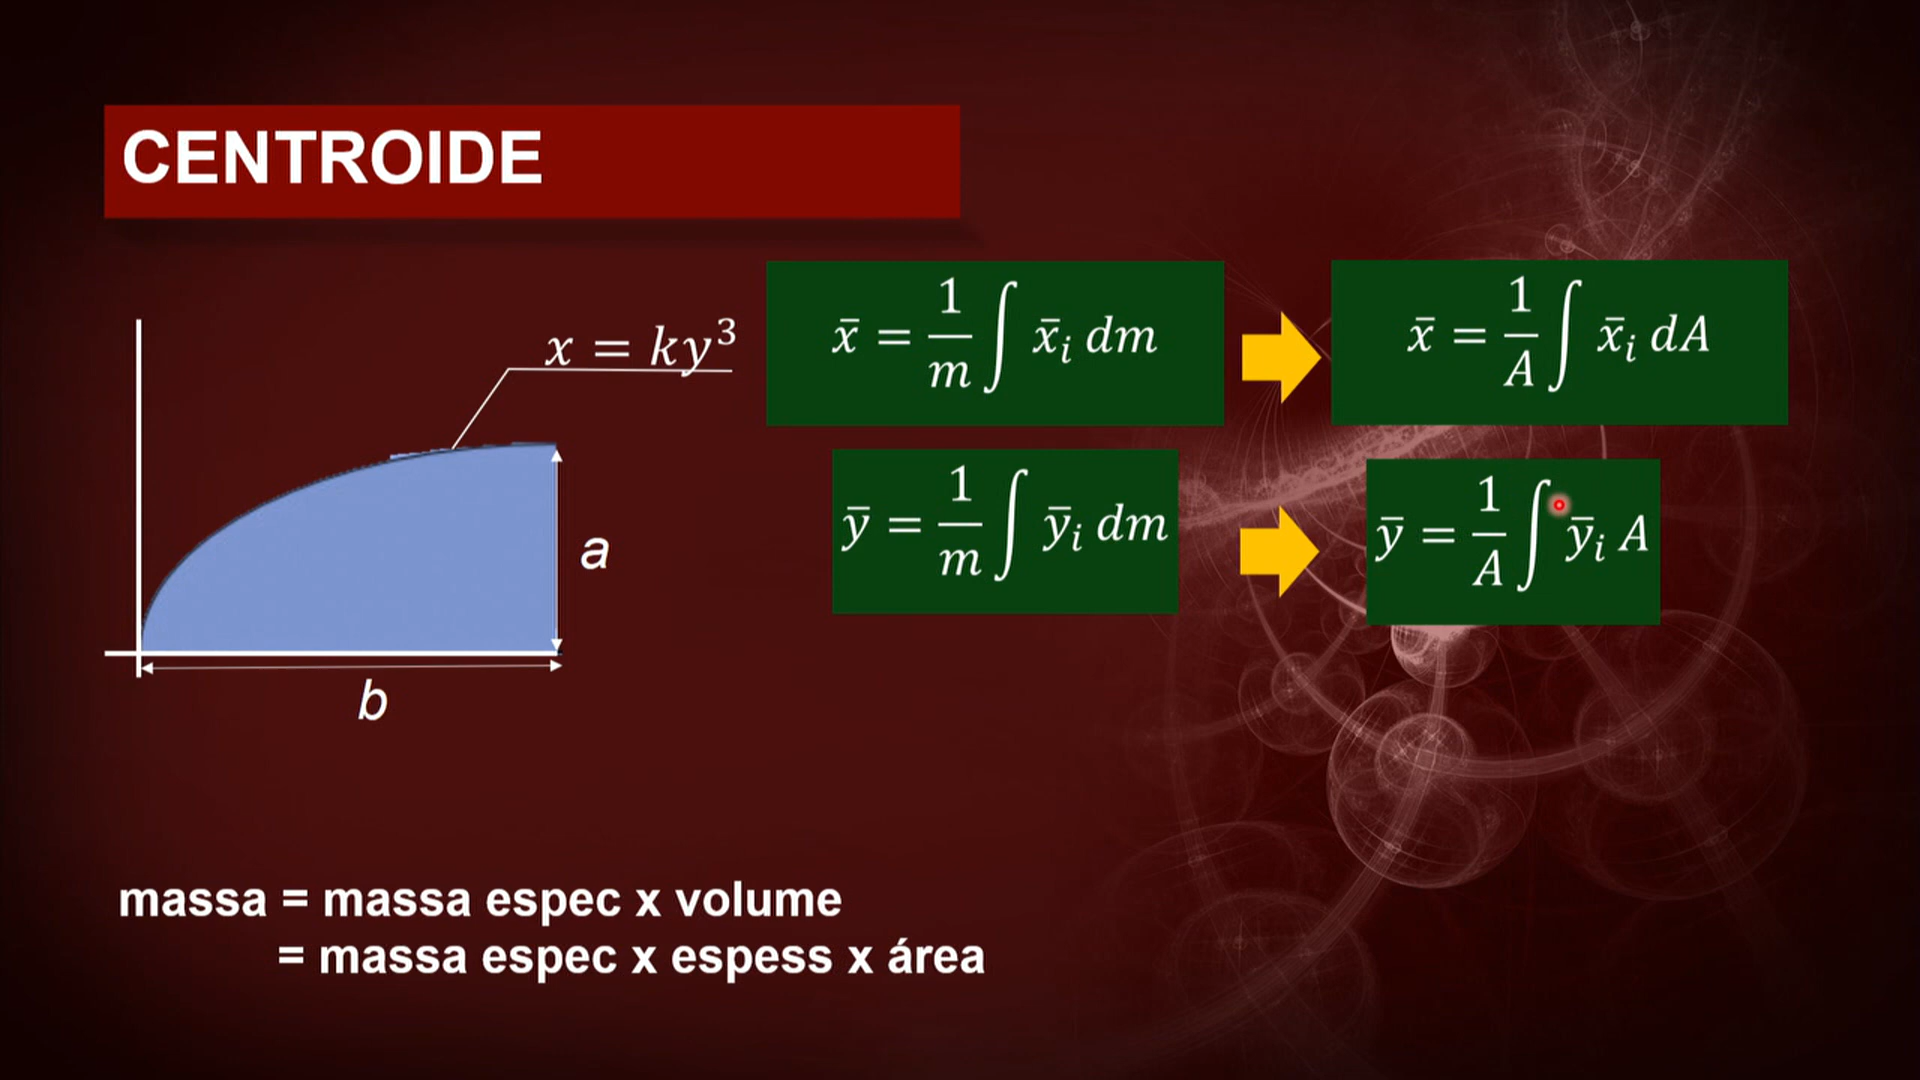 CENTROIDE
x = ky³
x̄ = 1/m ∫ x̄ᵢ dm
x̄ = 1/A ∫ x̄ᵢ dA
ȳ = 1/m ∫ ȳᵢ dm
ȳ = 1/A ∫ ȳᵢ A
a
b
massa = massa espec x volume
= massa espec x espess x área